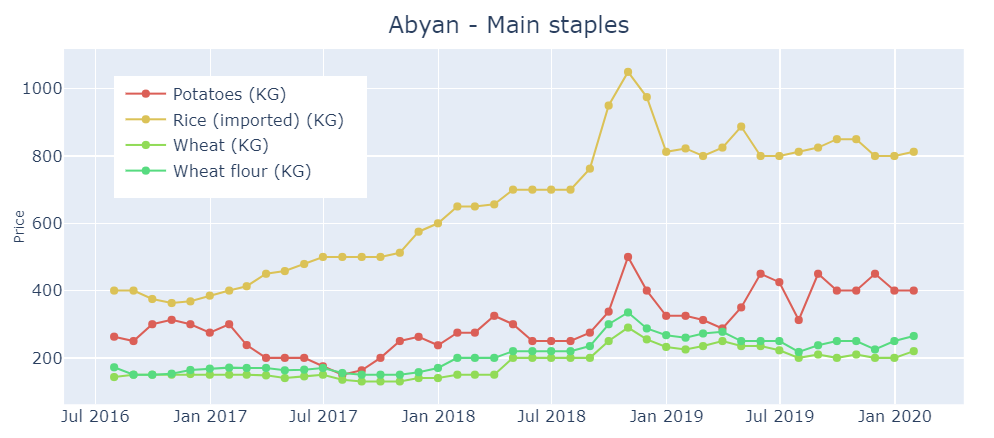 Abyan - Main staples
Potatoes (KG)
Rice (imported) (KG)
Wheat (KG)
Wheat flour (KG)
Price
1000
800
600
400
200
Jul 2016 Jan 2017 Jul 2017 Jan 2018 Jul 2018 Jan 2019 Jul 2019 Jan 2020